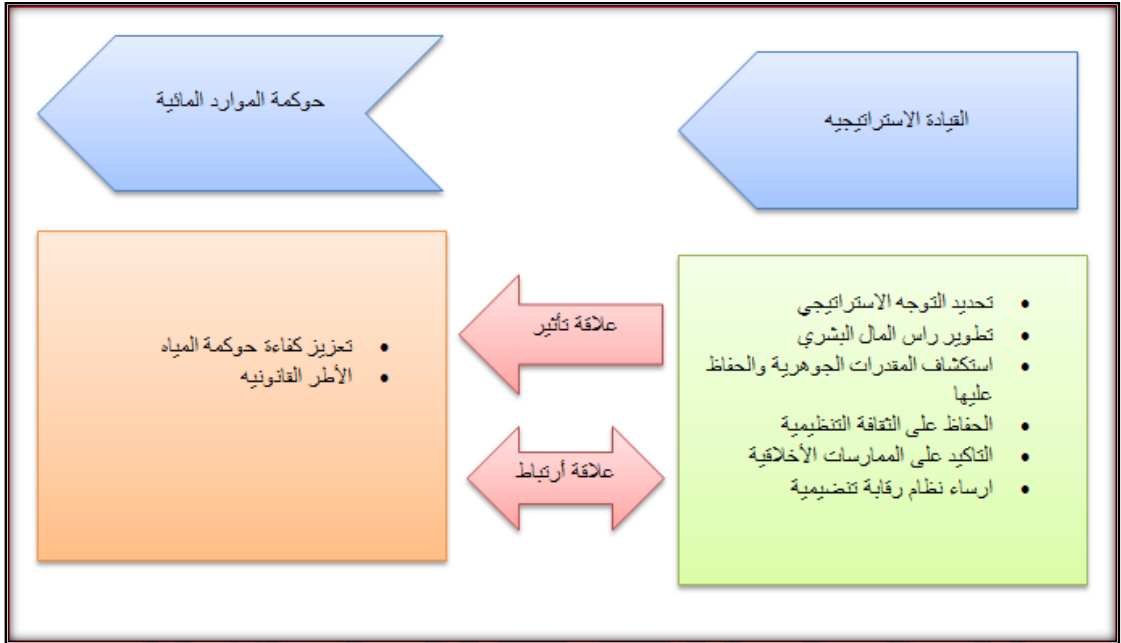 القيادة الاستراتيجيه
حوكمة الموارد المائية
• تحديد التوجه الاستراتيجي
• تطوير راس المال البشري
• استكشاف المقدرات الجوهرية والحفاظ
عليها
• الحفاظ على الثقافة التنظيمية
• التاكيد على الممارسات الأخلاقية
• ارساء نظام رقابة تنضيمية
علاقة تأثير
علاقة أرتباط
• تعزيز كفاءة حوكمة المياه
• الأطر القانونيه